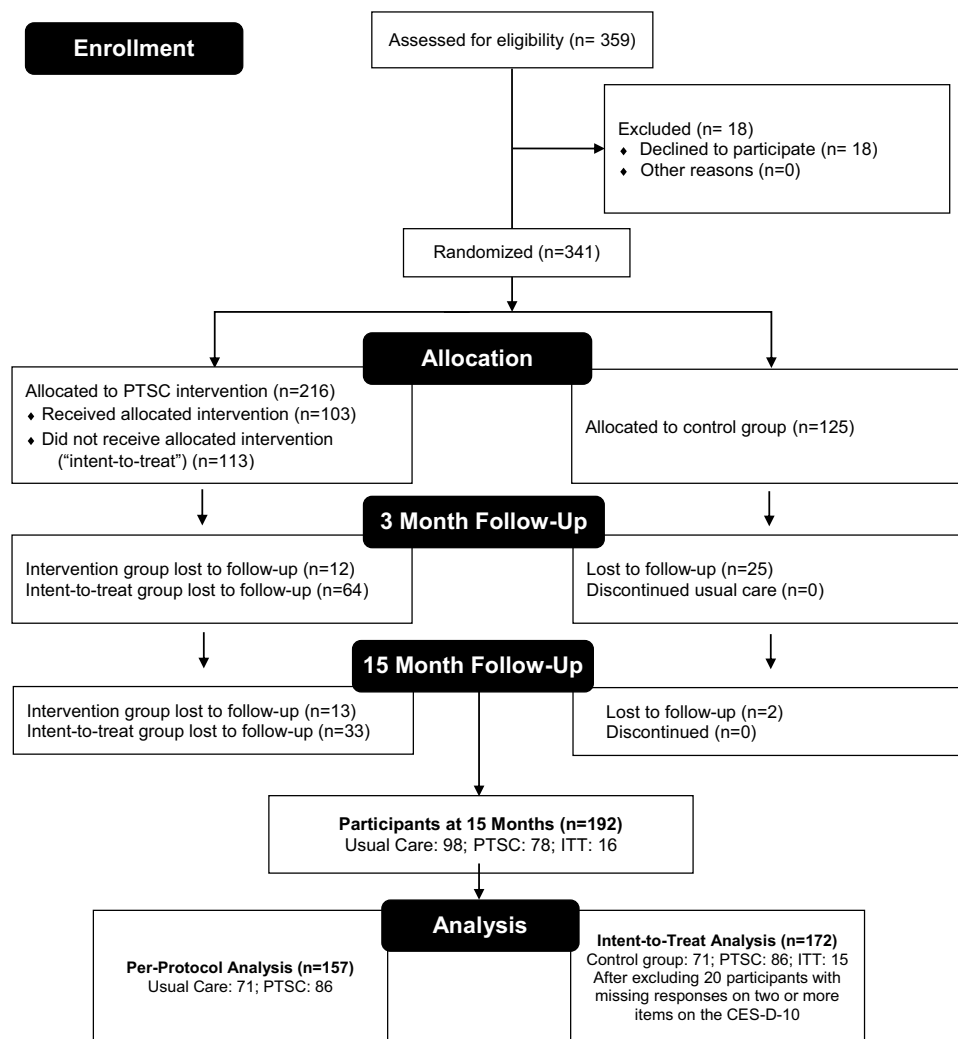 Enrollment
Assessed for eligibility (n= 359)
Excluded (n= 18)
♦ Declined to participate (n= 18)
♦ Other reasons (n=0)
Randomized (n=341)
Allocation
Allocated to PTSC intervention (n=216)
♦ Received allocated intervention (n=103)
♦ Did not receive allocated intervention
(“intent-to-treat”) (n=113)
Allocated to control group (n=125)
3 Month Follow-Up
Intervention group lost to follow-up (n=12)
Intent-to-treat group lost to follow-up (n=64)
Lost to follow-up (n=25)
Discontinued usual care (n=0)
15 Month Follow-Up
Intervention group lost to follow-up (n=13)
Intent-to-treat group lost to follow-up (n=33)
Lost to follow-up (n=2)
Discontinued (n=0)
Participants at 15 Months (n=192)
Usual Care: 98; PTSC: 78; ITT: 16
Analysis
Per-Protocol Analysis (n=157)
Usual Care: 71; PTSC: 86
Intent-to-Treat Analysis (n=172)
Control group: 71; PTSC: 86; ITT: 15
After excluding 20 participants with
missing responses on two or more
items on the CES-D-10